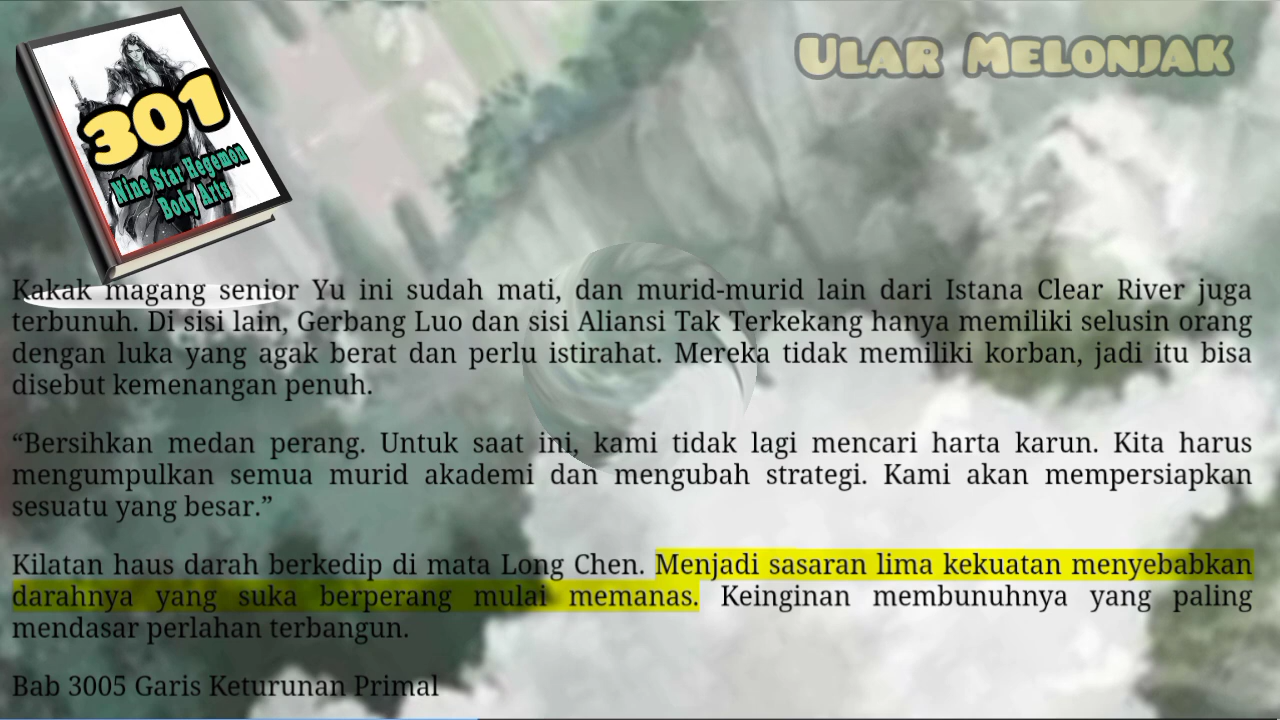 Ular Melonjak
301
Nine Star Hegemon
Body Arts
Kakak magang senior Yu ini sudah mati, dan murid-murid lain dari Istana Clear River juga
terbunuh. Di sisi lain, Gerbang Luo dan sisi Aliansi Tak Terkekang hanya memiliki selusin orang
dengan luka yang agak berat dan perlu istirahat. Mereka tidak memiliki korban, jadi itu bisa
disebut kemenangan penuh.
“Bersihkan medan perang. Untuk saat ini, kami tidak lagi mencari harta karun. Kita harus
mengumpulkan semua murid akademi dan mengubah strategi. Kami akan mempersiapkan
sesuatu yang besar.”
Kilatan haus darah berkedip di mata Long Chen. Menjadi sasaran lima kekuatan menyebabkan
darahnya yang suka berperang mulai memanas. Keinginan membunuhnya yang paling
mendasar perlahan terbangun.
Bab 3005 Garis Keturunan Primal